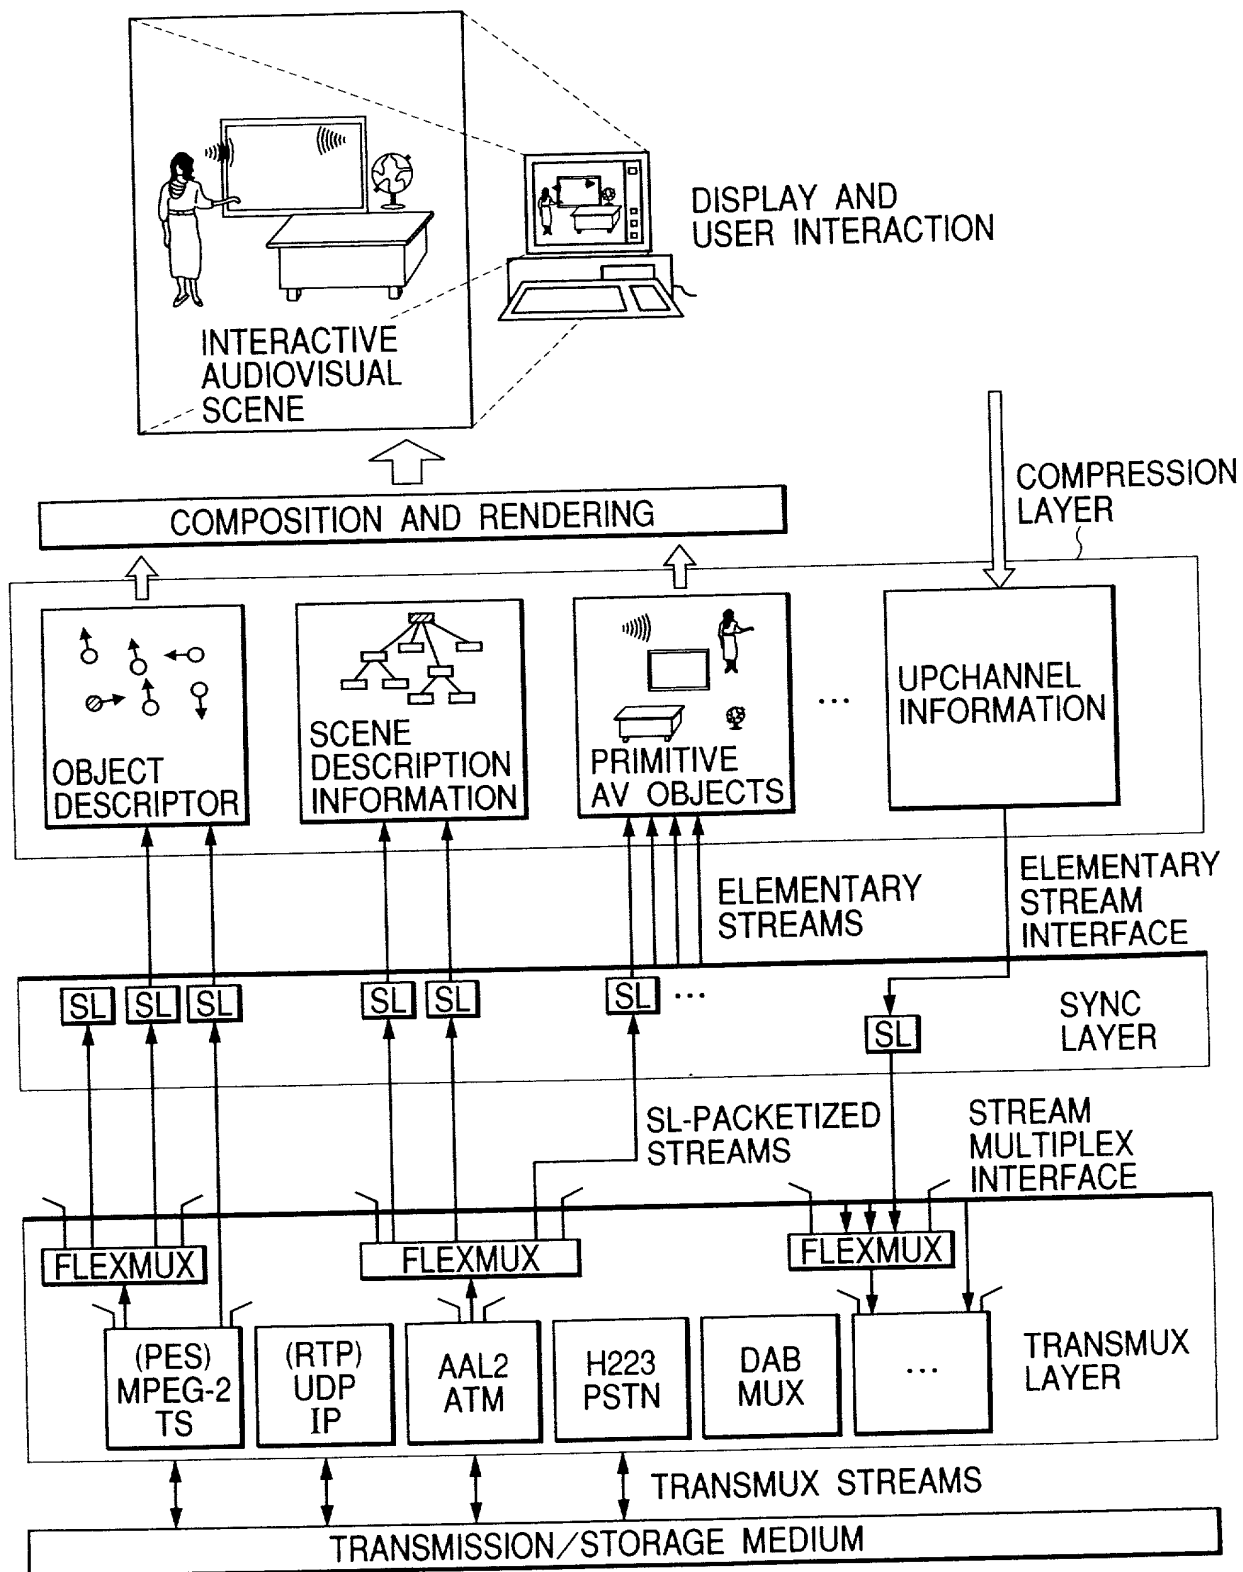 DISPLAY AND
USER INTERACTION
INTERACTIVE
AUDIOVISUAL
SCENE
COMPRESSION
LAYER
COMPOSITION AND RENDERING
OBJECT
DESCRIPTOR
SCENE
DESCRIPTION
INFORMATION
PRIMITIVE
AV OBJECTS
...
UPCHANNEL
INFORMATION
ELEMENTARY
STREAMS
ELEMENTARY
STREAM
INTERFACE
SL
SL
SL
SL
SL
SL
...
SL
SYNC
LAYER
SL-PACKETIZED
STREAMS
STREAM
MULTIPLEX
INTERFACE
FLEXMUX
FLEXMUX
FLEXMUX
(PES)
MPEG-2
TS
(RTP)
UDP
IP
AAL2
ATM
H223
PSTN
DAB
MUX
...
TRANSMUX
LAYER
TRANSMUX STREAMS
TRANSMISSION/STORAGE MEDIUM